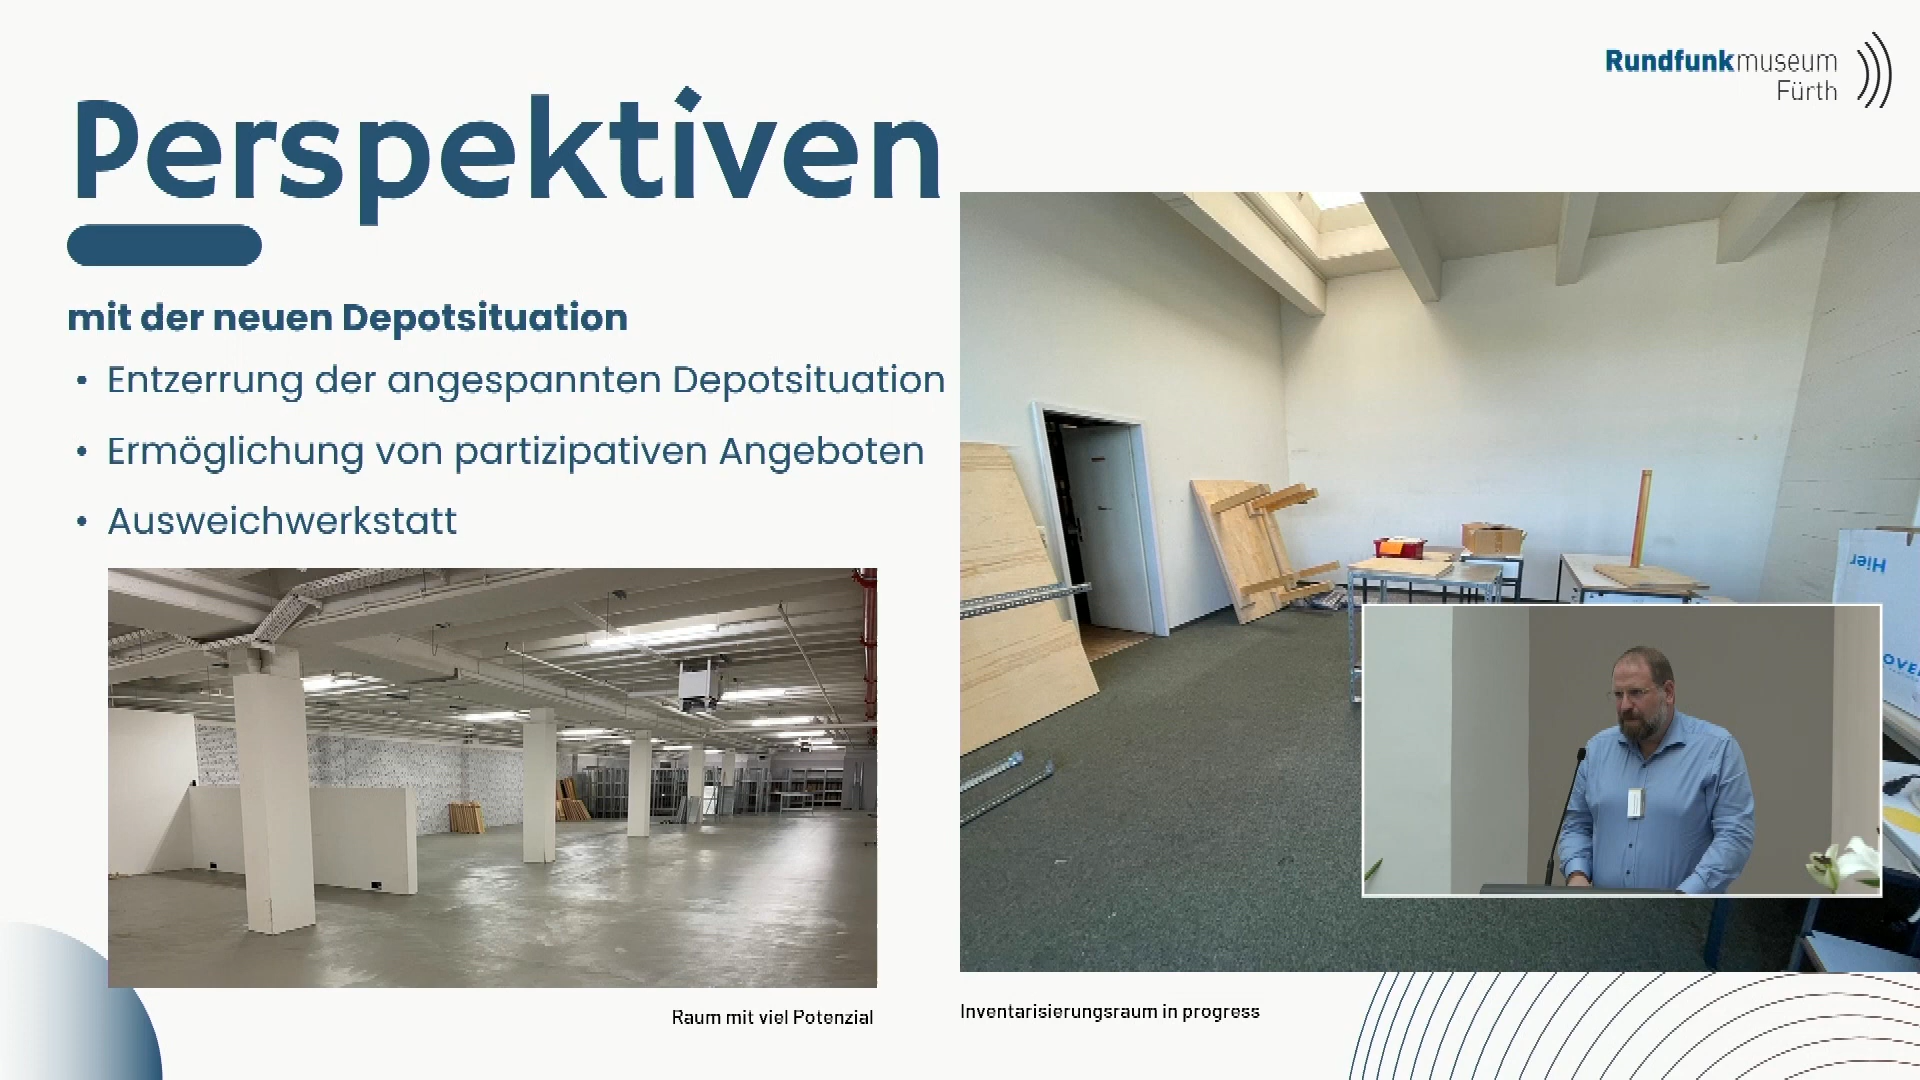 Rundfunkmuseum
Fürth
Perspektiven
mit der neuen Depotsituation
• Entzerrung der angespannten Depotsituation
• Ermöglichung von partizipativen Angeboten
• Ausweichwerkstatt
Hier
Raum mit viel Potenzial
Inventarisierungsraum in progress